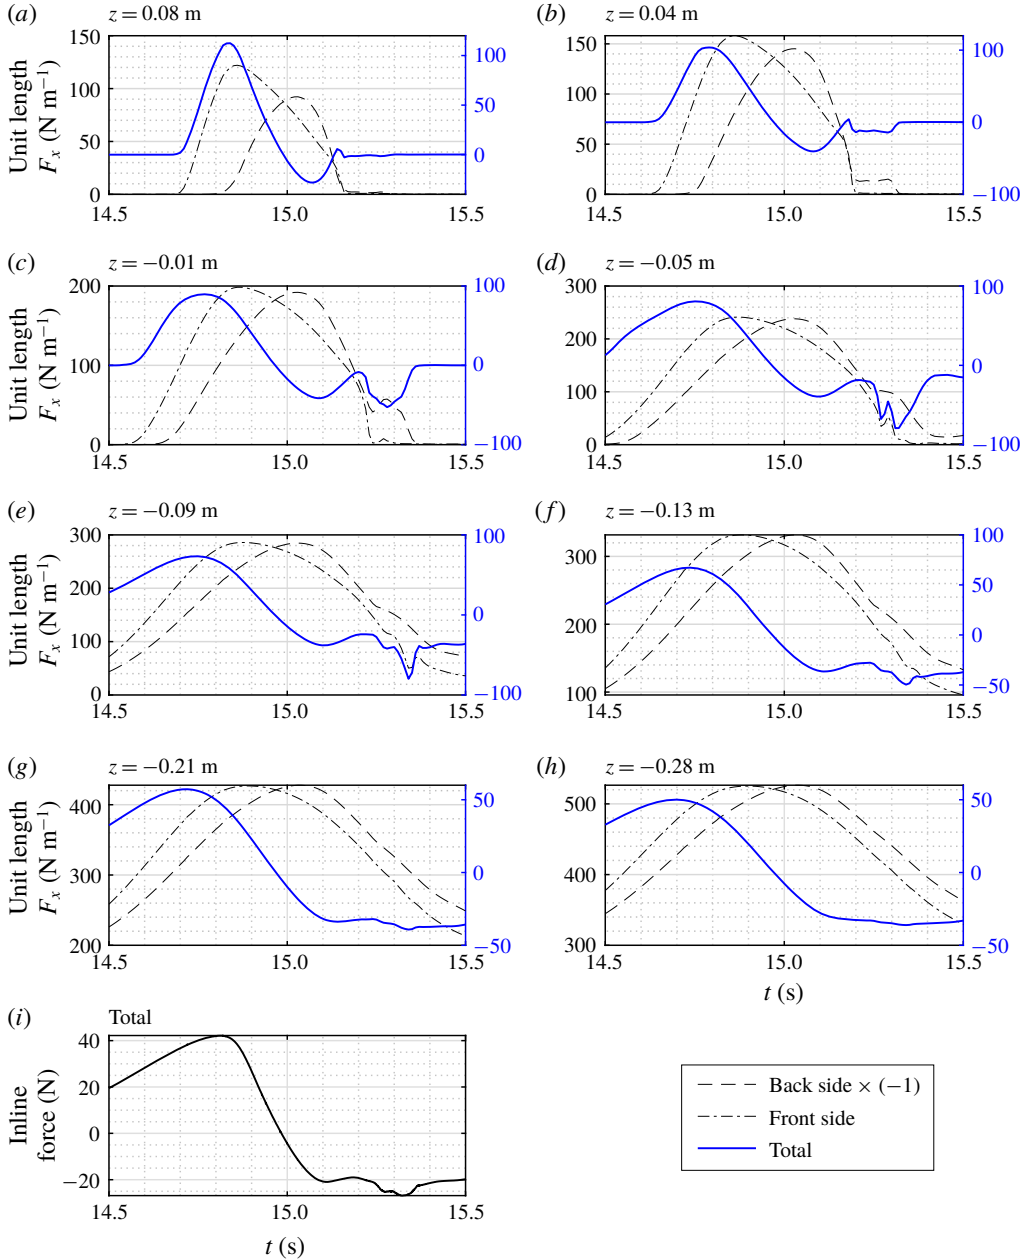 (a) z = 0.08 m
(b) z = 0.04 m
Unit length
F_x (N m⁻¹)
150
100
50
0
100
50
0
150
100
50
0
100
0
−100
14.5 15.0 15.5
14.5 15.0 15.5
(c) z = −0.01 m
(d) z = −0.05 m
Unit length
F_x (N m⁻¹)
200
100
0
100
0
−100
300
200
100
0
100
0
−100
14.5 15.0 15.5
14.5 15.0 15.5
(e) z = −0.09 m
(f) z = −0.13 m
Unit length
F_x (N m⁻¹)
300
200
100
0
100
0
−100
300
200
100
100
50
0
−50
14.5 15.0 15.5
14.5 15.0 15.5
(g) z = −0.21 m
(h) z = −0.28 m
Unit length
F_x (N m⁻¹)
400
300
200
50
0
−50
500
400
300
50
0
−50
14.5 15.0 15.5
14.5 15.0 15.5
t (s)
(i) Total
Inline
force (N)
40
20
0
−20
14.5 15.0 15.5
t (s)
Back side × (−1)
Front side
Total